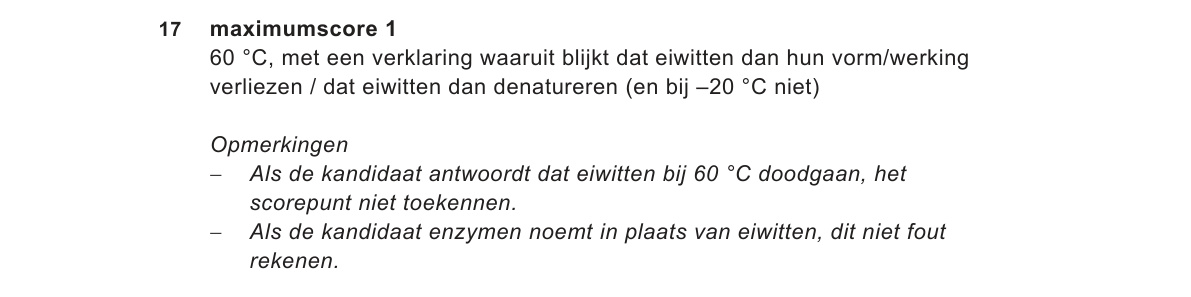 17 maximumscore 1
60 °C, met een verklaring waaruit blijkt dat eiwitten dan hun vorm/werking
verliezen / dat eiwitten dan denatureren (en bij –20 °C niet)
Opmerkingen
– Als de kandidaat antwoordt dat eiwitten bij 60 °C doodgaan, het
scorepunt niet toekennen.
– Als de kandidaat enzymen noemt in plaats van eiwitten, dit niet fout
rekenen.